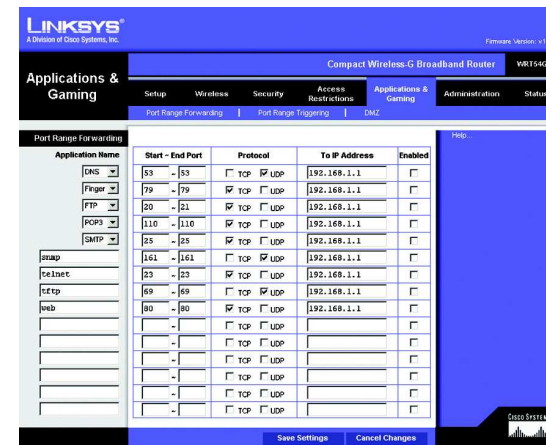 LINKSYS®
A Division of Cisco Systems, Inc.
Firmware Version: v1
Compact Wireless-G Broadband Router WRT54G
Applications & Gaming
Setup Wireless Security Access Restrictions Applications & Gaming Administration Status
Port Range Forwarding | Port Range Triggering | DMZ
Port Range Forwarding
Help...
Application Name Start ~ End Port Protocol To IP Address Enabled
DNS 53 ~ 53 TCP UDP 192.168.1.1
Finger 79 ~ 79 TCP UDP 192.168.1.1
FTP 20 ~ 21 TCP UDP 192.168.1.1
POP3 110 ~ 110 TCP UDP 192.168.1.1
SMTP 25 ~ 25 TCP UDP 192.168.1.1
snmp 161 ~ 161 TCP UDP 192.168.1.1
telnet 23 ~ 23 TCP UDP 192.168.1.1
tftp 69 ~ 69 TCP UDP 192.168.1.1
web 80 ~ 80 TCP UDP 192.168.1.1
~ TCP UDP
~ TCP UDP
~ TCP UDP
~ TCP UDP
~ TCP UDP
Save Settings Cancel Changes
CISCO SYSTEM